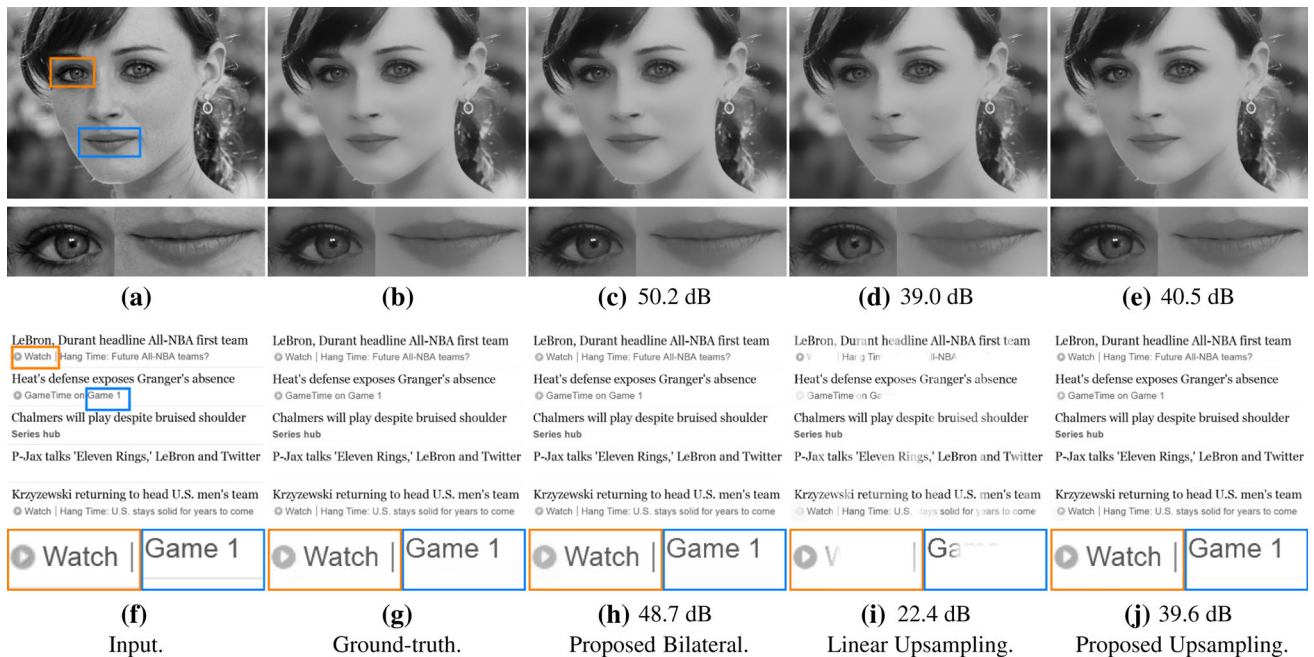 (a)
(b)
(c) 50.2 dB
(d) 39.0 dB
(e) 40.5 dB
LeBron, Durant headline All-NBA first team
Watch | Hang Time: Future All-NBA teams?
Heat's defense exposes Granger's absence
GameTime on Game 1
Chalmers will play despite bruised shoulder
Series hub
P-Jax talks 'Eleven Rings,' LeBron and Twitter
Krzyzewski returning to head U.S. men's team
Watch | Hang Time: U.S. stays solid for years to come
Watch |
Game 1
LeBron, Durant headline All-NBA first team
Watch | Hang Time: Future All-NBA teams?
Heat's defense exposes Granger's absence
GameTime on Game 1
Chalmers will play despite bruised shoulder
Series hub
P-Jax talks 'Eleven Rings,' LeBron and Twitter
Krzyzewski returning to head U.S. men's team
Watch | Hang Time: U.S. stays solid for years to come
Watch |
Game 1
LeBron, Durant headline All-NBA first team
Watch | Hang Time: Future All-NBA teams?
Heat's defense exposes Granger's absence
GameTime on Game 1
Chalmers will play despite bruised shoulder
Series hub
P-Jax talks 'Eleven Rings,' LeBron and Twitter
Krzyzewski returning to head U.S. men's team
Watch | Hang Time: U.S. stays solid for years to come
Watch |
Game 1
LeBron, Durant headline All-NBA first team
Heat's defense exposes Granger's absence
GameTime on
Chalmers will play despite bruised shoulder
Series hub
P-Jax talks 'Eleven Rings,' LeBron and Twitter
Krzyzewski returning to head U.S. men's team
Watch | Hang Time: U.S. stays solid for years to come
LeBron, Durant headline All-NBA first team
Watch | Hang Time: Future All-NBA teams?
Heat's defense exposes Granger's absence
GameTime on Game 1
Chalmers will play despite bruised shoulder
Series hub
P-Jax talks 'Eleven Rings,' LeBron and Twitter
Krzyzewski returning to head U.S. men's team
Watch | Hang Time: U.S. stays solid for years to come
Watch |
Game 1
(f)
Input.
(g)
Ground-truth.
(h) 48.7 dB
Proposed Bilateral.
(i) 22.4 dB
Linear Upsampling.
(j) 39.6 dB
Proposed Upsampling.